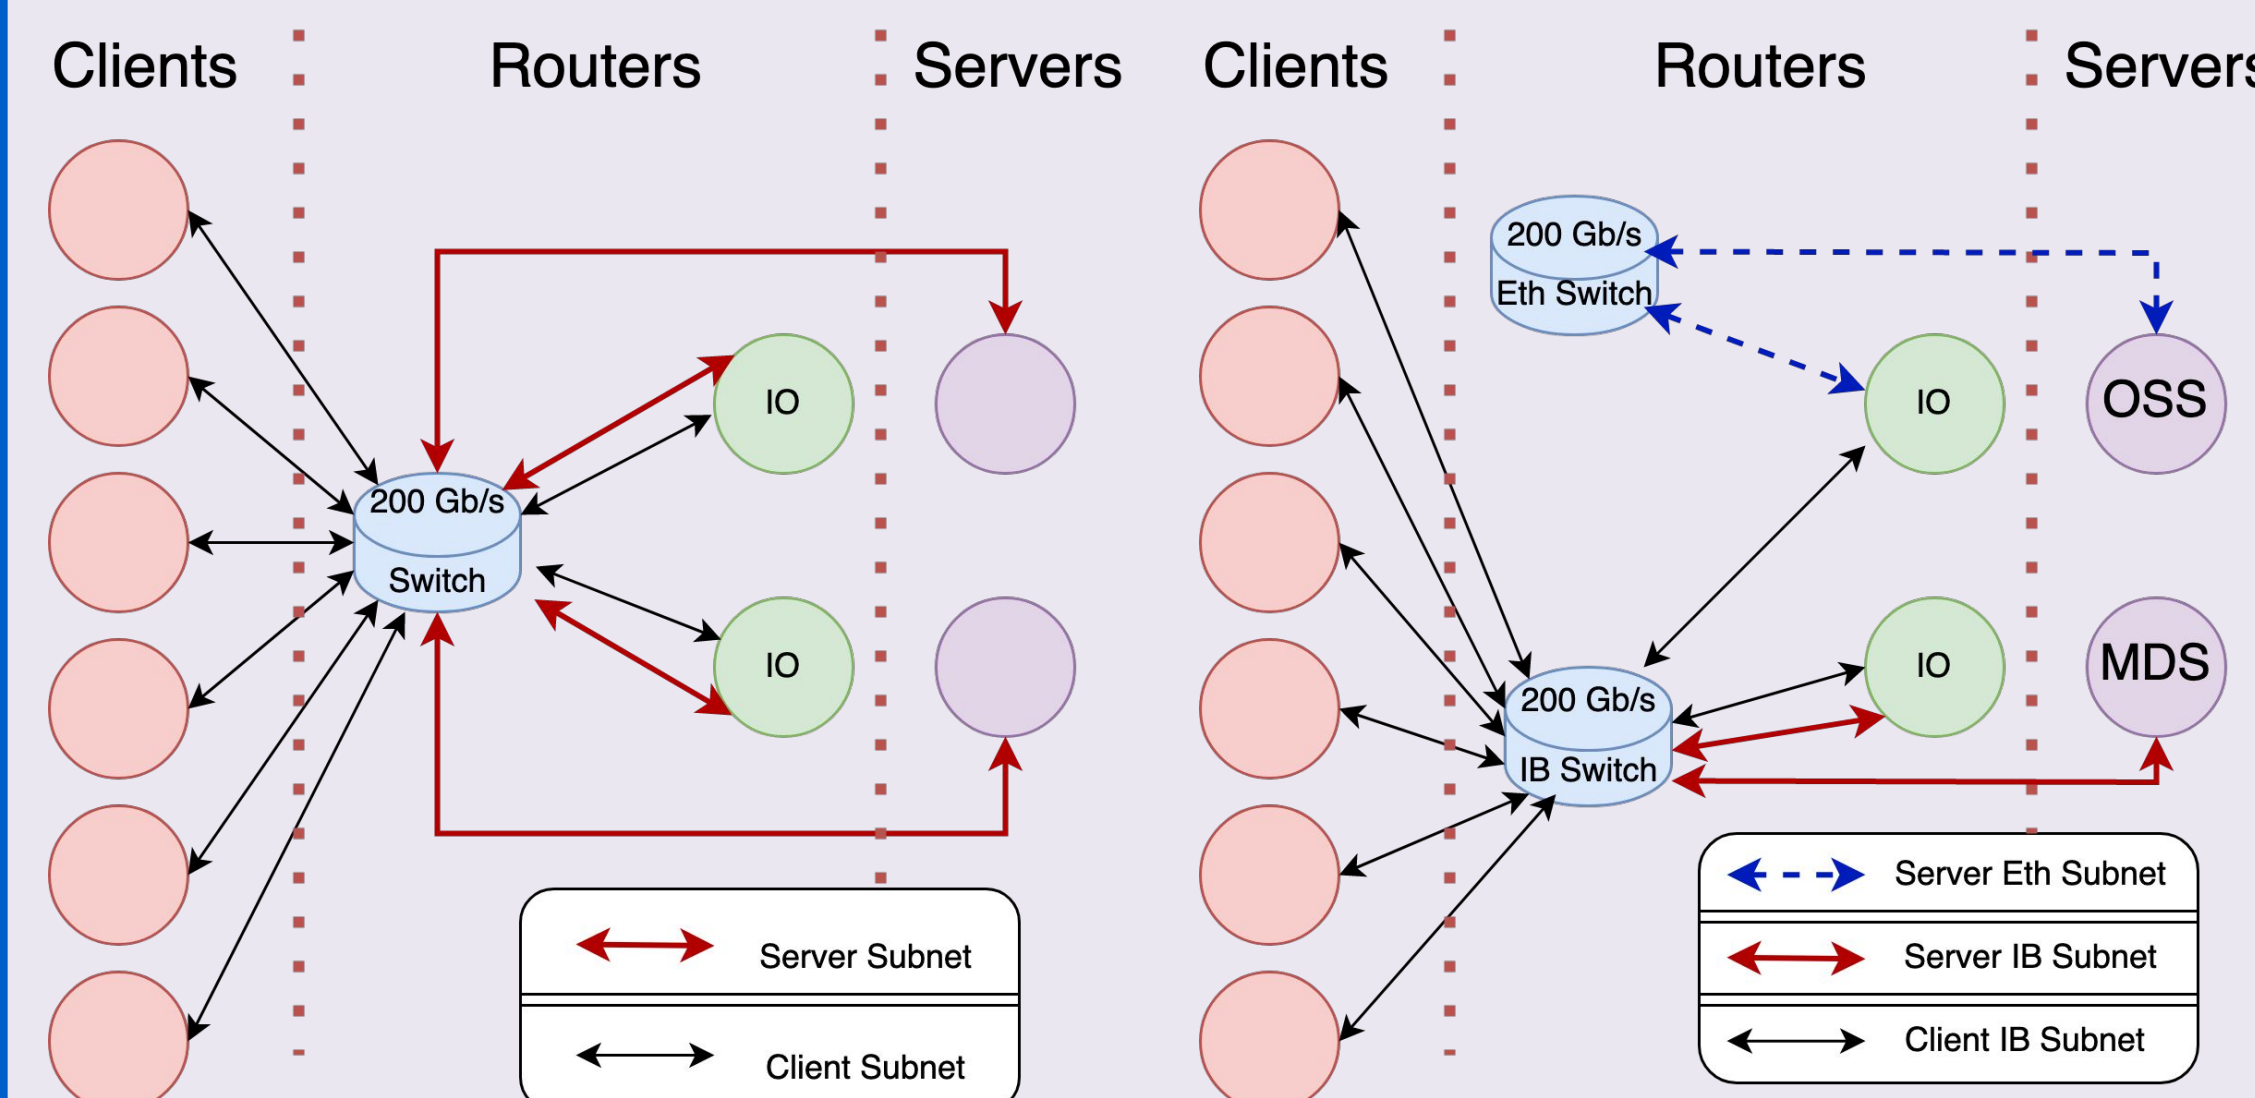 Clients
Routers
Servers
200 Gb/s
Switch
IO
IO
Server Subnet
Client Subnet
Clients
Routers
Servers
200 Gb/s
Eth Switch
IO
OSS
200 Gb/s
IB Switch
IO
MDS
Server Eth Subnet
Server IB Subnet
Client IB Subnet